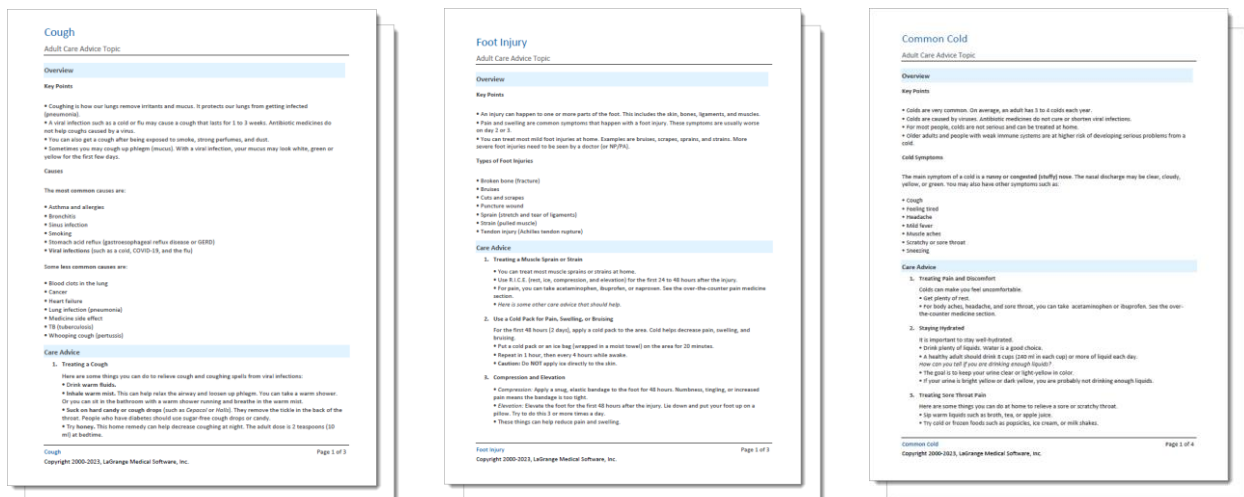 Cough
Adult Care Advice Topic
Overview
Key Points
• Coughing is how our lungs remove irritants and mucus. It protects our lungs from getting infected
(pneumonia).
• A viral infection such as a cold or flu may cause a cough that lasts for 1 to 3 weeks. Antibiotic medicines do
not help coughs caused by a virus.
• You can also get a cough after being exposed to smoke, strong perfumes, and dust.
• Sometimes you may cough up phlegm (mucus). With a viral infection, your mucus may look white, green or
yellow for the first few days.
Causes
The most common causes are:
• Asthma and allergies
• Bronchitis
• Sinus infection
• Smoking
• Stomach acid reflux (gastroesophageal reflux disease or GERD)
• Viral infections (such as a cold, COVID-19, and the flu)
Some less common causes are:
• Blood clots in the lung
• Cancer
• Heart failure
• Lung infection (pneumonia)
• Medicine side effect
• TB (tuberculosis)
• Whooping cough (pertussis)
Care Advice
1. Treating a Cough
Here are some things you can do to relieve cough and coughing spells from viral infections:
• Drink warm fluids.
• Inhale warm mist. This can help relax the airway and loosen up phlegm. You can take a warm shower.
Or you can sit in the bathroom with a warm shower running and breathe in the warm mist.
• Suck on hard candy or cough drops (such as Cepacol or Halls). They remove the tickle in the back of the
throat. People who have diabetes should use sugar-free cough drops or candy.
• Try honey. This home remedy can help decrease coughing at night. The adult dose is 2 teaspoons (10
ml) at bedtime.
Cough
Page 1 of 3
Copyright 2000-2023, LaGrange Medical Software, Inc.
Foot Injury
Adult Care Advice Topic
Overview
Key Points
• An injury can happen to one or more parts of the foot. This includes the skin, bones, ligaments, and muscles.
• Pain and swelling are common symptoms that happen with a foot injury. These symptoms are usually worse
on day 2 or 3.
• You can treat most mild foot injuries at home. Examples are bruises, scrapes, sprains, and strains. More
severe foot injuries need to be seen by a doctor (or NP/PA).
Types of Foot Injuries
• Broken bone (fracture)
• Bruises
• Cuts and scrapes
• Puncture wound
• Sprain (stretch and tear of ligaments)
• Strain (pulled muscle)
• Tendon injury (Achilles tendon rupture)
Care Advice
1. Treating a Muscle Sprain or Strain
• You can treat most muscle sprains or strains at home.
• Use R.I.C.E. (rest, ice, compression, and elevation) for the first 24 to 48 hours after the injury.
• For pain, you can take acetaminophen, ibuprofen, or naproxen. See the over-the-counter pain medicine
section.
• Here is some other care advice that should help.
2. Use a Cold Pack for Pain, Swelling, or Bruising
For the first 48 hours (2 days), apply a cold pack to the area. Cold helps decrease pain, swelling, and
bruising.
• Put a cold pack or an ice bag (wrapped in a moist towel) on the area for 20 minutes.
• Repeat in 1 hour, then every 4 hours while awake.
• Caution: Do NOT apply ice directly to the skin.
3. Compression and Elevation
• Compression: Apply a snug, elastic bandage to the foot for 48 hours. Numbness, tingling, or increased
pain means the bandage is too tight.
• Elevation: Elevate the foot for the first 48 hours after the injury. Lie down and put your foot up on a
pillow. Try to do this 3 or more times a day.
• These things can help reduce pain and swelling.
Foot Injury
Page 1 of 3
Copyright 2000-2023, LaGrange Medical Software, Inc.
Common Cold
Adult Care Advice Topic
Overview
Key Points
• Colds are very common. On average, an adult has 3 to 4 colds each year.
• Colds are caused by viruses. Antibiotic medicines do not cure or shorten viral infections.
• For most people, colds are not serious and can be treated at home.
• Older adults and people with weak immune systems are at higher risk of developing serious problems from a
cold.
Cold Symptoms
The main symptom of a cold is a runny or congested (stuffy) nose. The nasal discharge may be clear, cloudy,
yellow, or green. You may also have other symptoms such as:
• Cough
• Feeling tired
• Headache
• Mild fever
• Muscle aches
• Scratchy or sore throat
• Sneezing
Care Advice
1. Treating Pain and Discomfort
Colds can make you feel uncomfortable.
• Get plenty of rest.
• For body aches, headache, and sore throat, you can take acetaminophen or ibuprofen. See the over-
the-counter medicine section.
2. Staying Hydrated
It is important to stay well-hydrated.
• Drink plenty of liquids. Water is a good choice.
• A healthy adult should drink 8 cups (240 ml in each cup) or more of liquid each day.
How can you tell if you are drinking enough liquids?
• The goal is to keep your urine clear or light-yellow in color.
• If your urine is bright yellow or dark yellow, you are probably not drinking enough liquids.
3. Treating Sore Throat Pain
Here are some things you can do at home to relieve a sore or scratchy throat.
• Sip warm liquids such as broth, tea, or apple juice.
• Try cold or frozen foods such as popsicles, ice cream, or milk shakes.
Common Cold
Page 1 of 4
Copyright 2000-2023, LaGrange Medical Software, Inc.